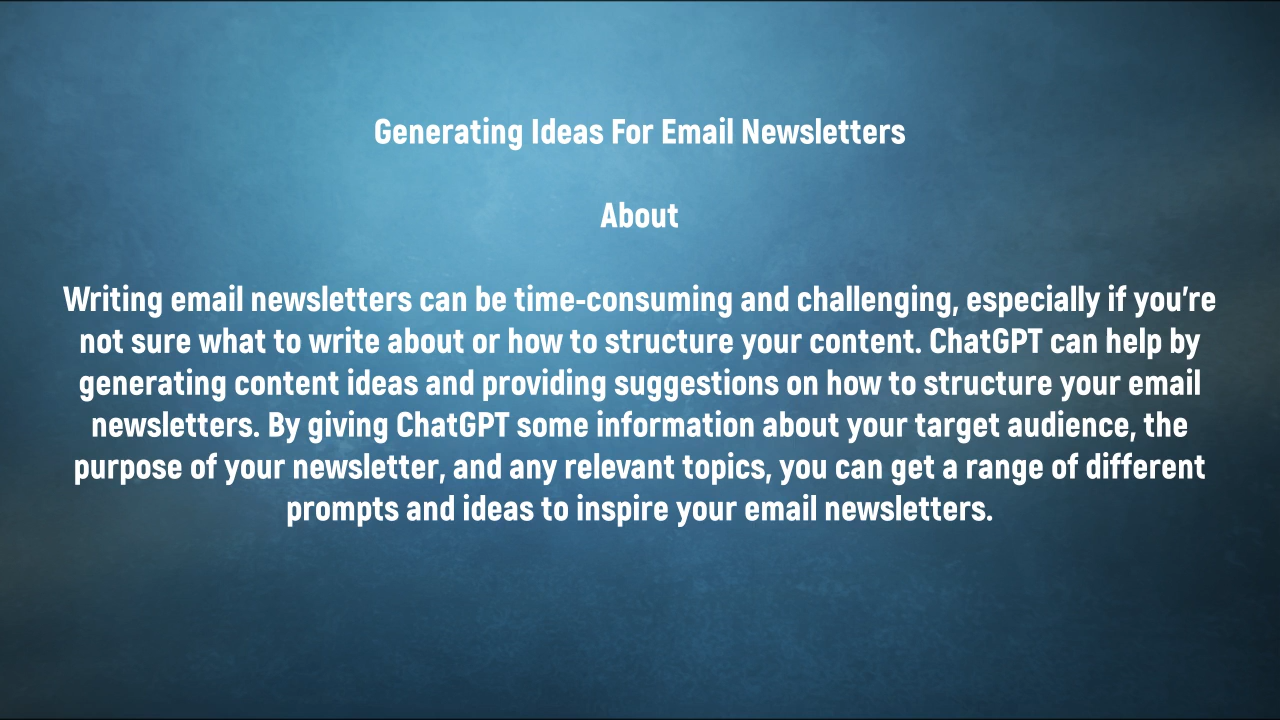 Generating Ideas For Email Newsletters
About
Writing email newsletters can be time-consuming and challenging, especially if you're
not sure what to write about or how to structure your content. ChatGPT can help by
generating content ideas and providing suggestions on how to structure your email
newsletters. By giving ChatGPT some information about your target audience, the
purpose of your newsletter, and any relevant topics, you can get a range of different
prompts and ideas to inspire your email newsletters.